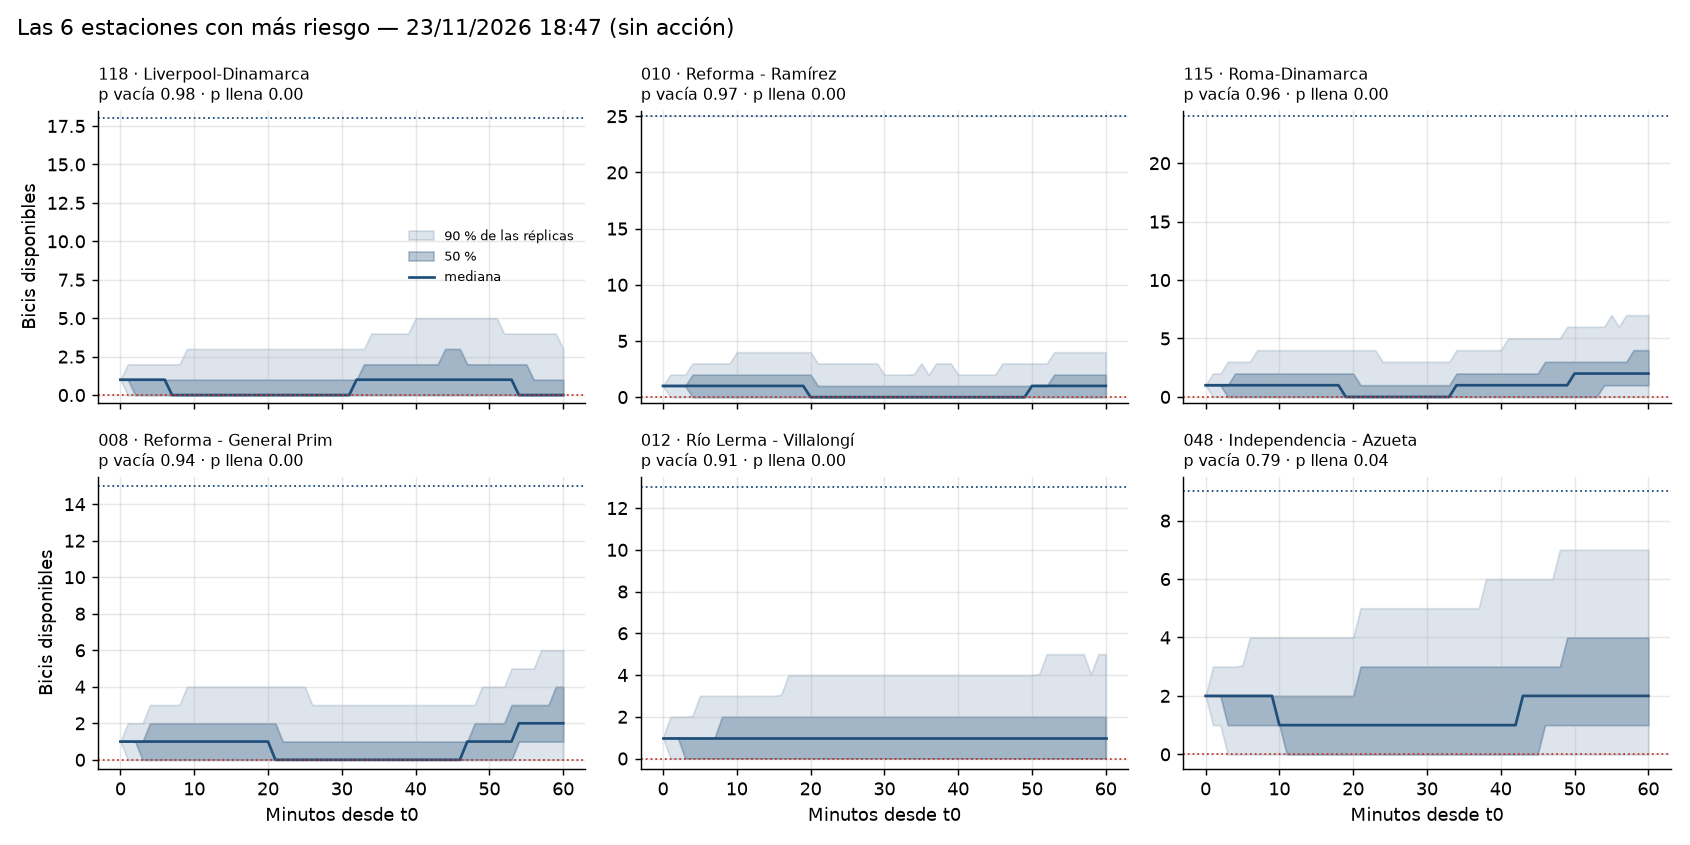 Las 6 estaciones con más riesgo — 23/11/2026 18:47 (sin acción)
118 · Liverpool-Dinamarca
p vacía 0.98 · p llena 0.00
17.5
15.0
12.5
10.0
7.5
5.0
2.5
0.0
Bicis disponibles
90 % de las réplicas
50 %
mediana
010 · Reforma - Ramírez
p vacía 0.97 · p llena 0.00
25
20
15
10
5
0
115 · Roma-Dinamarca
p vacía 0.96 · p llena 0.00
20
15
10
5
0
008 · Reforma - General Prim
p vacía 0.94 · p llena 0.00
14
12
10
8
6
4
2
0
Bicis disponibles
0 10 20 30 40 50 60
Minutos desde t0
012 · Río Lerma - Villalongí
p vacía 0.91 · p llena 0.00
12
10
8
6
4
2
0
0 10 20 30 40 50 60
Minutos desde t0
048 · Independencia - Azueta
p vacía 0.79 · p llena 0.04
8
6
4
2
0
0 10 20 30 40 50 60
Minutos desde t0